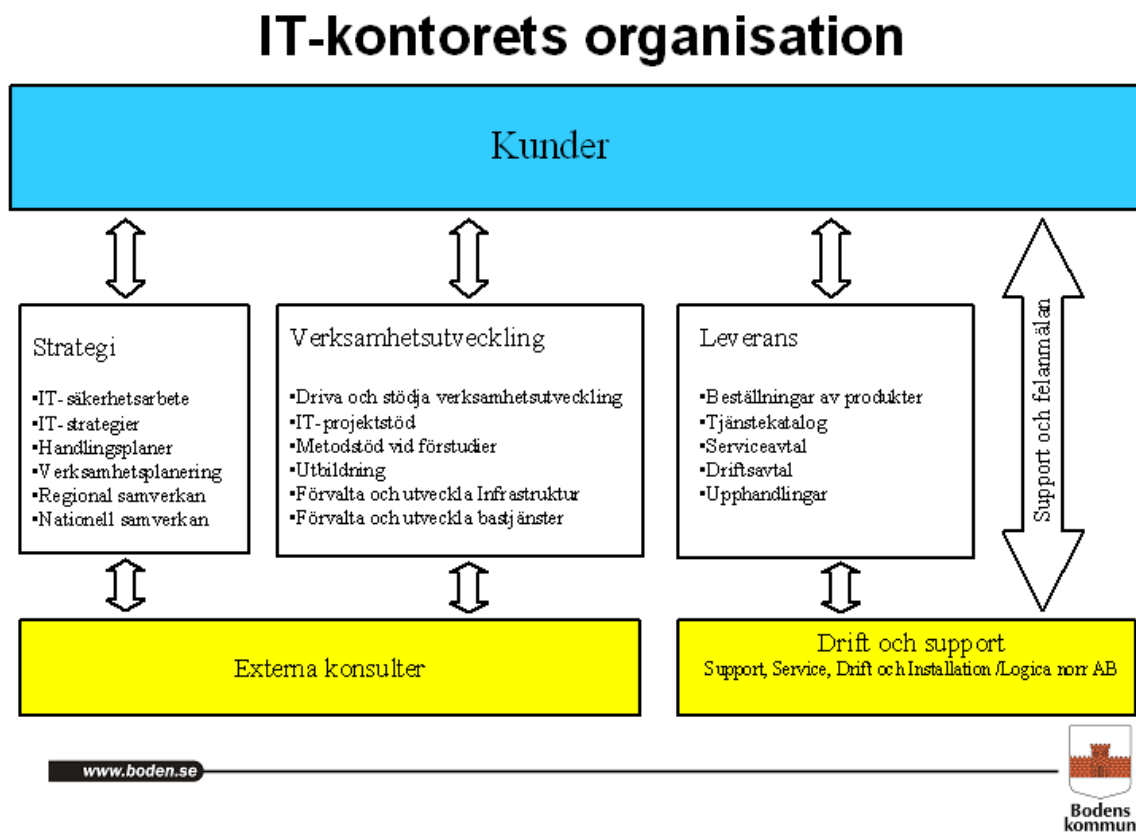 IT-kontorets organisation
Kunder
Strategi
▪IT-säkerhetsarbete
▪IT-strategier
▪Handlingsplaner
▪Verksamhetsplanering
▪Regional samverkan
▪Nationell samverkan
Verksamhetsutveckling
▪Driva och stödja verksamhetsutveckling
▪IT-projektstöd
▪Metodstöd vid förstudier
▪Utbildning
▪Förvalta och utveckla Infrastruktur
▪Förvalta och utveckla bastjänster
Leverans
▪Beställningar av produkter
▪Tjänstekatalog
▪Serviceavtal
▪Driftsavtal
▪Upphandlingar
Support och felanmälan
Externa konsulter
Drift och support
Support, Service, Drift och Installation /Logica norr AB
www.boden.se
Bodens
kommun